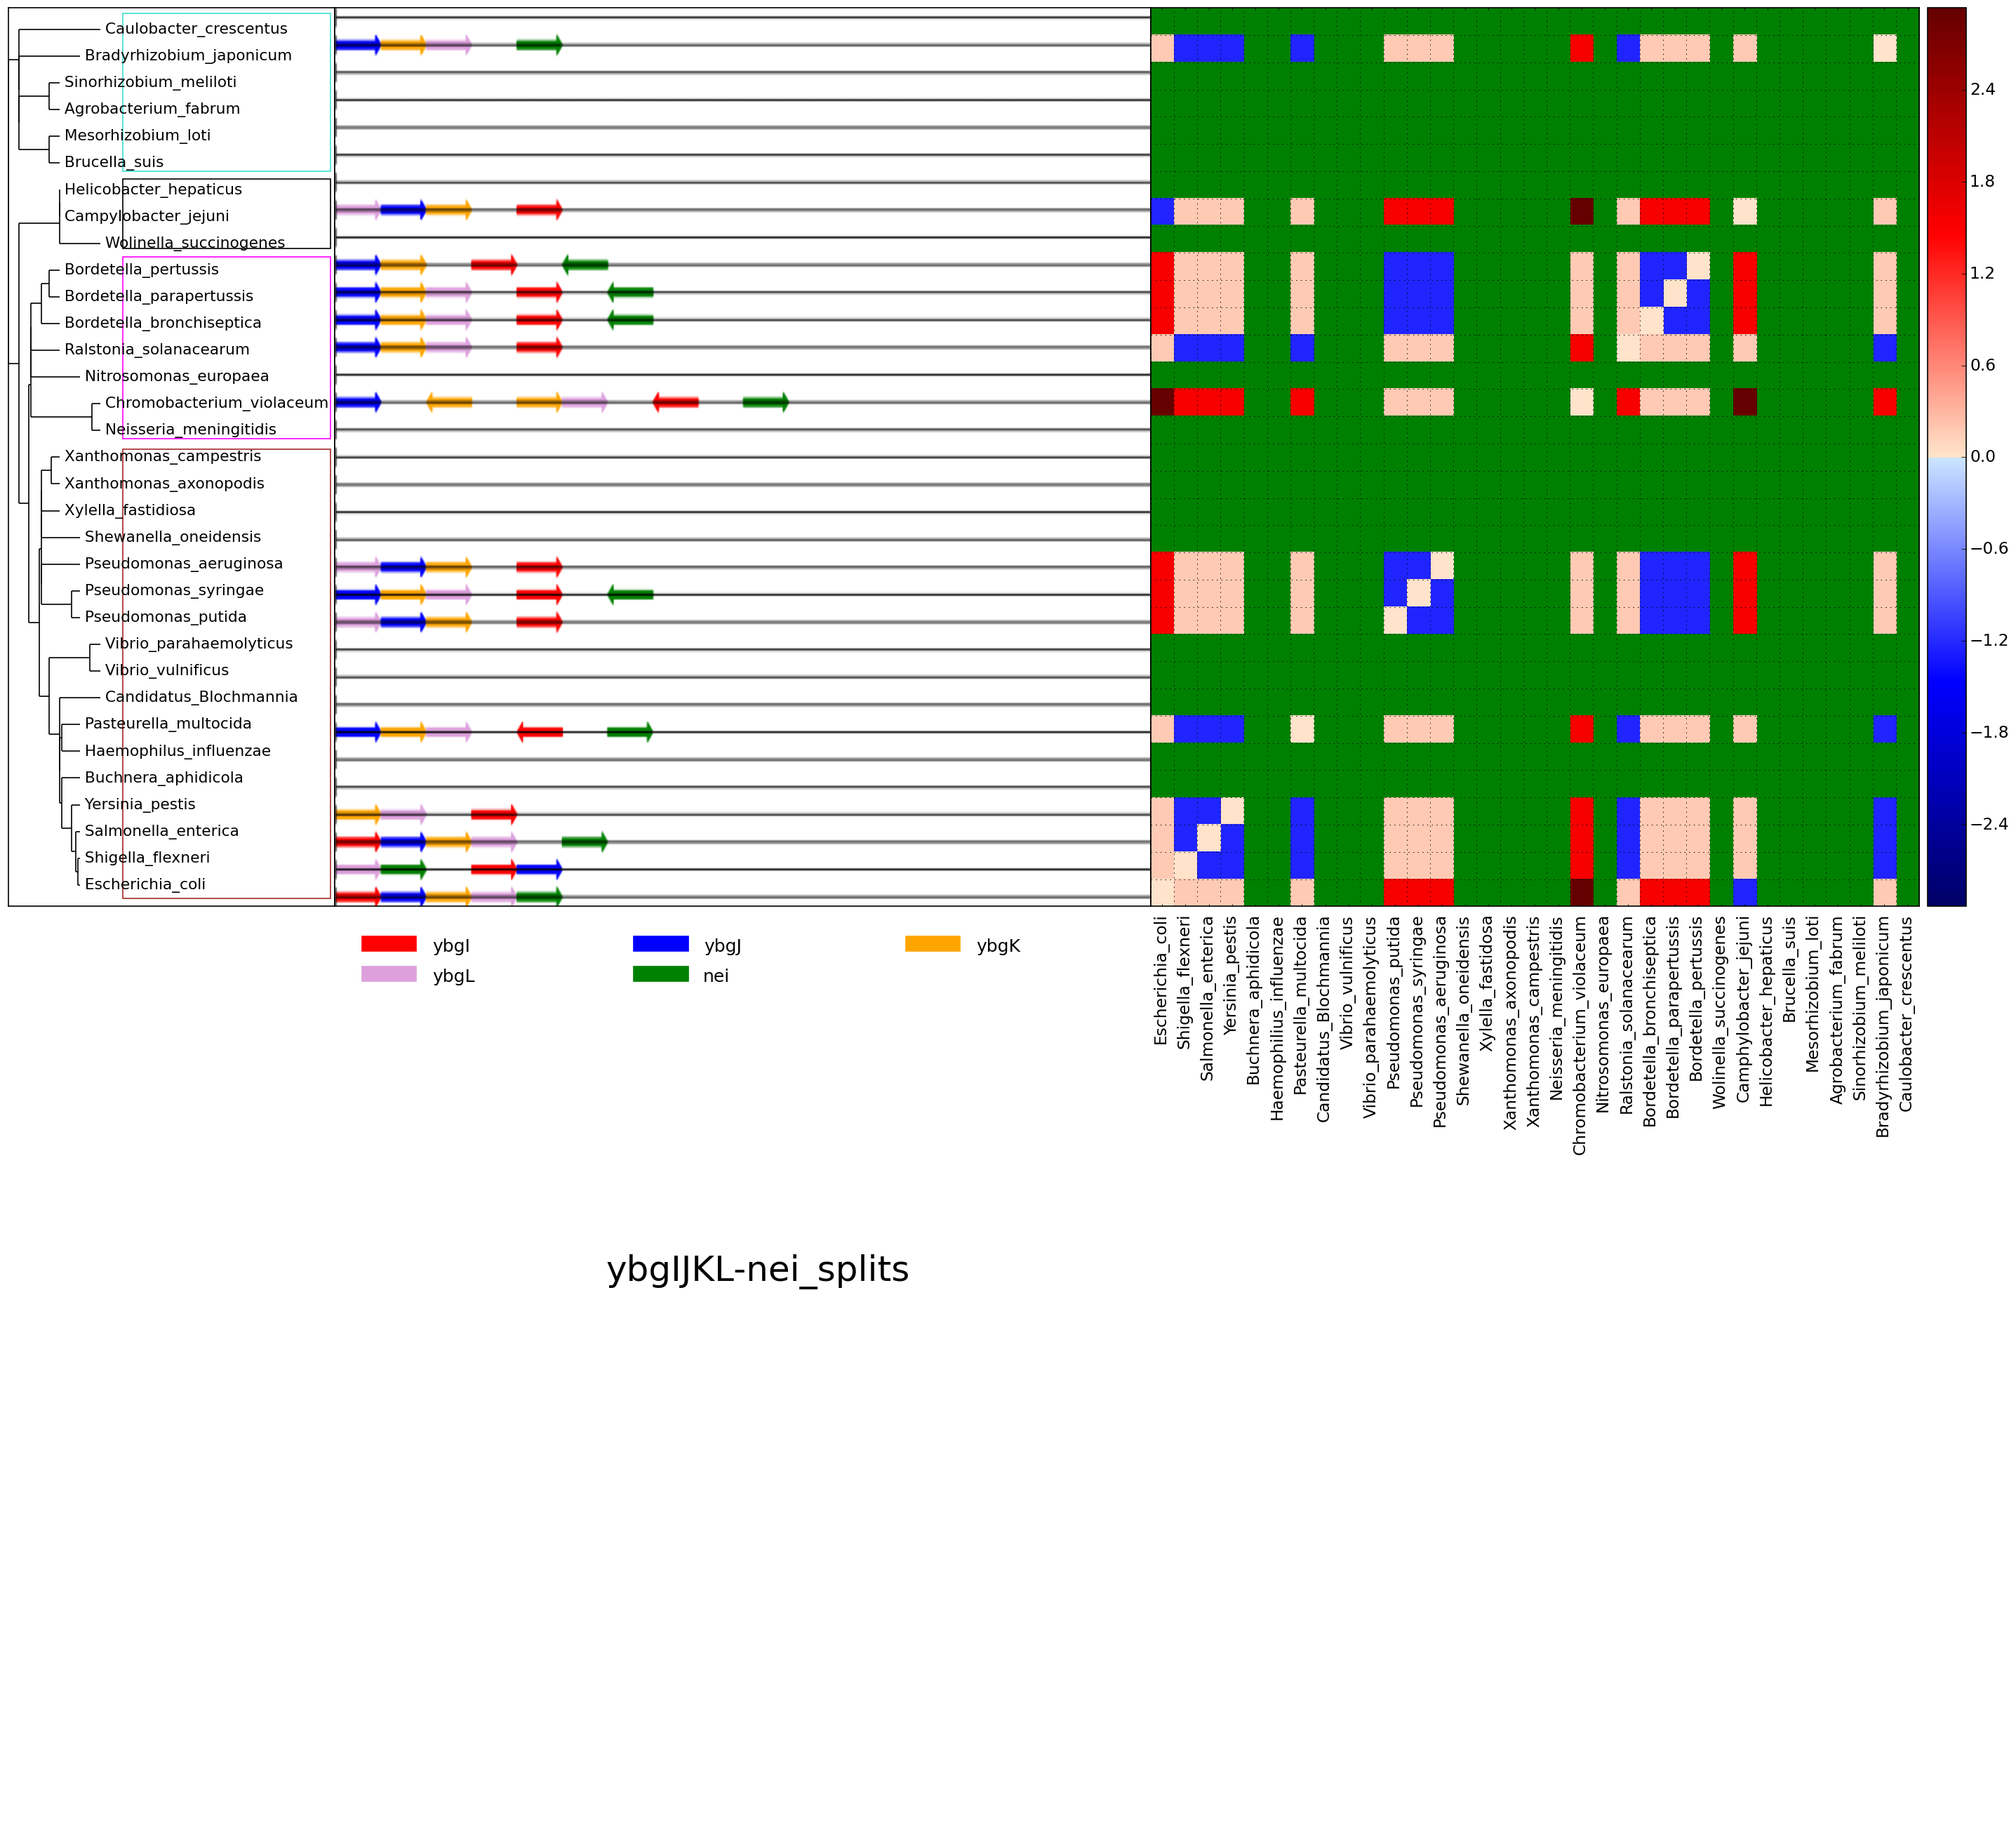 Caulobacter_crescentus
Bradyrhizobium_japonicum
Sinorhizobium_meliloti
Agrobacterium_fabrum
Mesorhizobium_loti
Brucella_suis
Helicobacter_hepaticus
Campylobacter_jejuni
Wolinella_succinogenes
Bordetella_pertussis
Bordetella_parapertussis
Bordetella_bronchiseptica
Ralstonia_solanacearum
Nitrosomonas_europaea
Chromobacterium_violaceum
Neisseria_meningitidis
Xanthomonas_campestris
Xanthomonas_axonopodis
Xylella_fastidiosa
Shewanella_oneidensis
Pseudomonas_aeruginosa
Pseudomonas_syringae
Pseudomonas_putida
Vibrio_parahaemolyticus
Vibrio_vulnificus
Candidatus_Blochmannia
Pasteurella_multocida
Haemophilus_influenzae
Buchnera_aphidicola
Yersinia_pestis
Salmonella_enterica
Shigella_flexneri
Escherichia_coli
2.4
1.8
1.2
0.6
0.0
−0.6
−1.2
−1.8
−2.4
Escherichia_coli
Shigella_flexneri
Salmonella_enterica
Yersinia_pestis
Buchnera_aphidicola
Haemophilius_influenzae
Pasteurella_multocida
Candidatus_Blochmannia
Vibrio_vulnificus
Vibrio_parahaemolyticus
Pseudomonas_putida
Pseudomonas_syringae
Pseudomonas_aeruginosa
Shewanella_oneidensis
Xylella_fastidosa
Xanthomonas_axonopodis
Xanthomonas_campestris
Neisseria_meningitidis
Chromobacterium_violaceum
Nitrosomonas_europaea
Ralstonia_solanacearum
Bordetella_bronchiseptica
Bordetella_parapertussis
Bordetella_pertussis
Wolinella_succinogenes
Camphylobacter_jejuni
Helicobacter_hepaticus
Brucella_suis
Mesorhizobium_loti
Agrobacterium_fabrum
Sinorhizobium_meliloti
Bradyrhizobium_japonicum
Caulobacter_crescentus
ybgI
ybgJ
ybgK
ybgL
nei
ybgIJKL-nei_splits